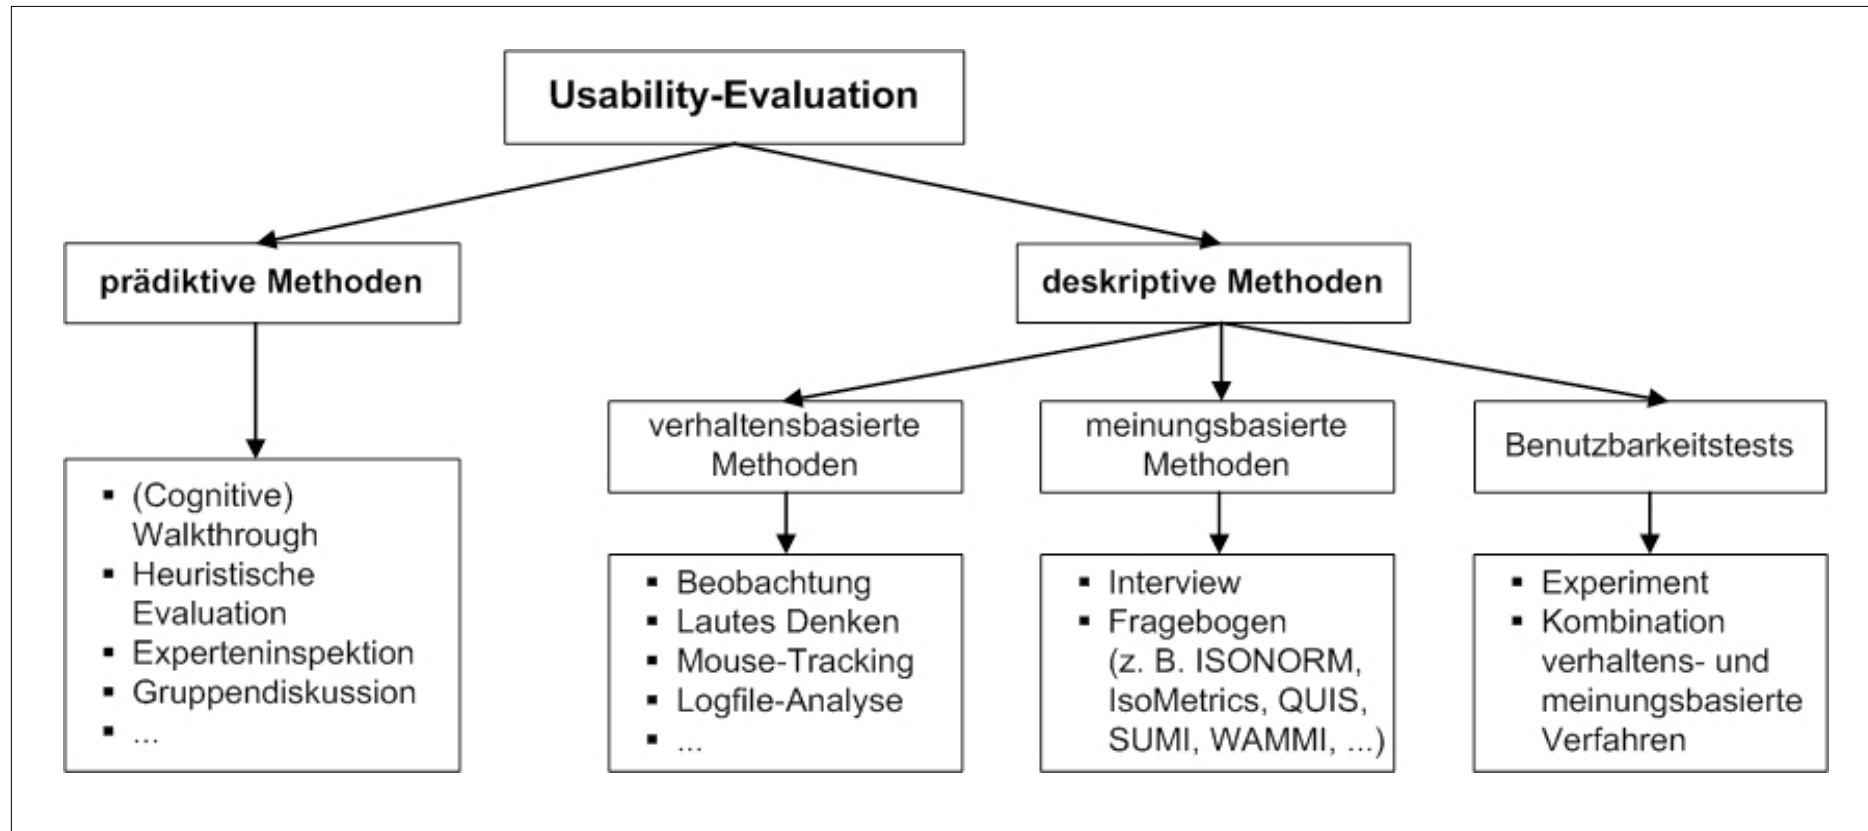 Usability-Evaluation
prädiktive Methoden
deskriptive Methoden
▪ (Cognitive)
Walkthrough
▪ Heuristische
Evaluation
▪ Experteninspektion
▪ Gruppendiskussion
▪ ...
verhaltensbasierte
Methoden
▪ Beobachtung
▪ Lautes Denken
▪ Mouse-Tracking
▪ Logfile-Analyse
▪ ...
meinungsbasierte
Methoden
▪ Interview
▪ Fragebogen
(z. B. ISONORM,
IsoMetrics, QUIS,
SUMI, WAMMI, ...)
Benutzbarkeitstests
▪ Experiment
▪ Kombination
verhaltens- und
meinungsbasierte
Verfahren